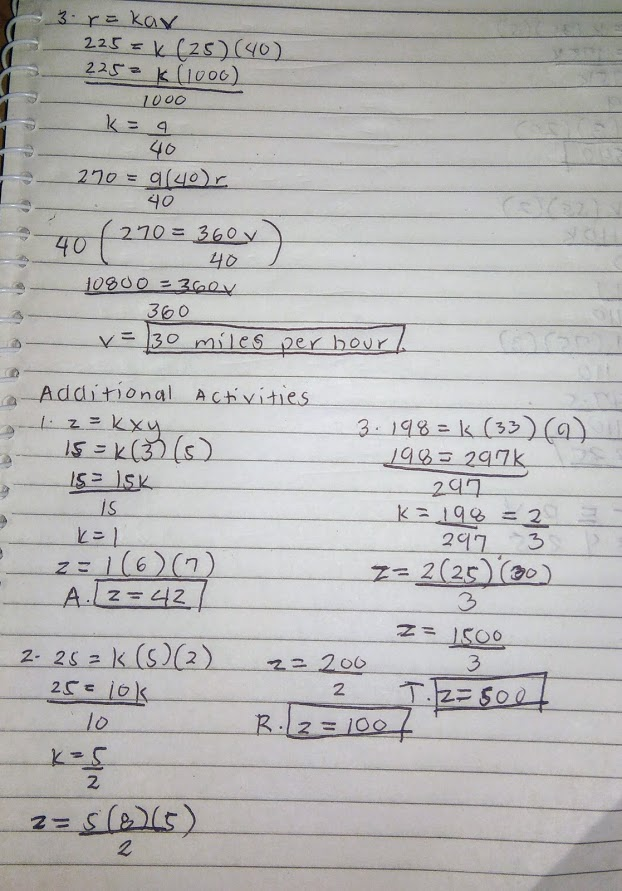 3. r = kav
225 = k(25)(40)
225 = k(1000)
1000
k = 9
40
270 = 9(40)r
40
40 ( 270 = 360v )
40
10800 = 360v
360
v = 30 miles per hour
Additional Activities
1. z = kxy
15 = k(3)(5)
15 = 15k
15
k = 1
z = 1(6)(7)
A. z = 42
2. 25 = k(5)(2)
25 = 10k
10
k = 5
2
z = 5(8)(5)
2
z = 200
2
R. z = 100
3. 198 = k(33)(9)
198 = 297k
297
k = 198 = 2
297 3
z = 2(25)(30)
3
z = 1500
3
T. z = 500